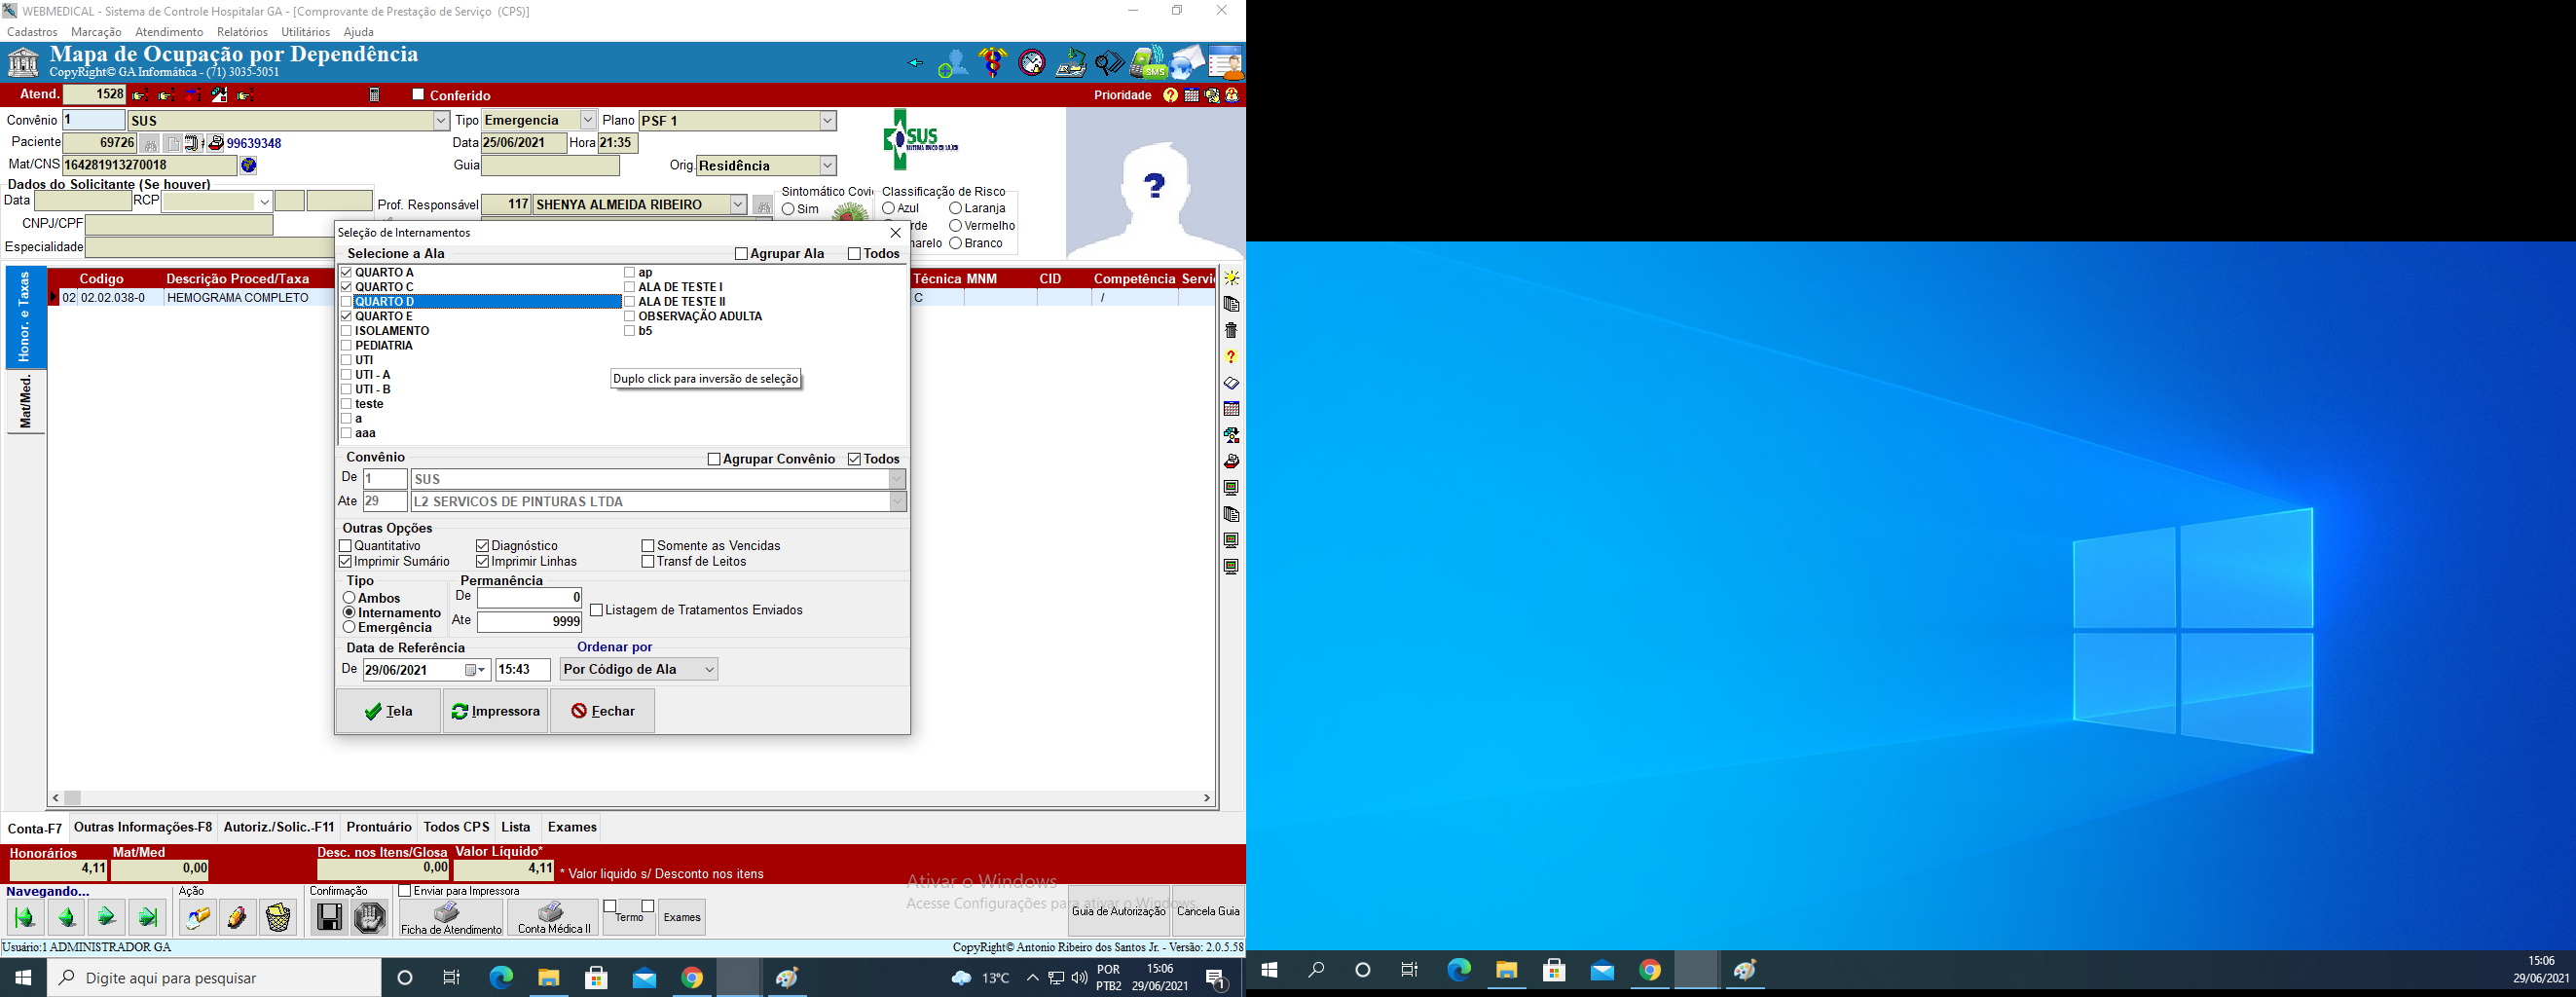 WEBMEDICAL - Sistema de Controle Hospitalar GA - [Comprovante de Prestação de Serviço (CPS)]
Cadastros Marcação Atendimento Relatórios Utilitários Ajuda
Mapa de Ocupação por Dependência
CopyRight© GA Informática - (71) 3035-5051
SMS
Atend. 1528 Conferido Prioridade
Convênio 1 SUS Tipo Emergencia Plano PSF 1
Paciente 69726 99639348 Data 25/06/2021 Hora 21:35
SUS
Mat/CNS 164281913270018 Guia Orig. Residência
Dados do Solicitante (Se houver)
Data RCP Prof. Responsável 117 SHENYA ALMEIDA RIBEIRO
Sintomático Covi
Sim
Classificação de Risco
Azul Laranja
rde Vermelho
arelo Branco
CNPJ/CPF
Especialidade
Honor. e Taxas
Mat/Med.
Codigo Descrição Proced/Taxa Técnica MNM CID Competência Servi
02 02.02.038-0 HEMOGRAMA COMPLETO C /
Seleção de Internamentos
Selecione a Ala Agrupar Ala Todos
QUARTO A
QUARTO C
QUARTO D
QUARTO E
ISOLAMENTO
PEDIATRIA
UTI
UTI - A
UTI - B
teste
a
aaa
ap
ALA DE TESTE I
ALA DE TESTE II
OBSERVAÇÃO ADULTA
b5
Duplo click para inversão de seleção
Convênio Agrupar Convênio Todos
De 1 SUS
Ate 29 L2 SERVICOS DE PINTURAS LTDA
Outras Opções
Quantitativo Diagnóstico Somente as Vencidas
Imprimir Sumário Imprimir Linhas Transf de Leitos
Tipo
Ambos
Internamento
Emergência
Permanência
De 0
Ate 9999
Listagem de Tratamentos Enviados
Data de Referência Ordenar por
De 29/06/2021 15:43 Por Código de Ala
Tela Impressora Fechar
Conta-F7 Outras Informações-F8 Autoriz./Solic.-F11 Prontuário Todos CPS Lista Exames
Honorários Mat/Med Desc. nos Itens/Glosa Valor Líquido*
4,11 0,00 0,00 4,11 * Valor liquido s/ Desconto nos itens
Navegando... Ação Confirmação Enviar para Impressora
Ficha de Atendimento Conta Médica II Termo Exames
Ativar o Windows
Acesse Configurações para ativar o Windows.
Guia de Autorização Cancela Guia
Usuário:1 ADMINISTRADOR GA CopyRight© Antonio Ribeiro dos Santos Jr. - Versão: 2.0.5.58
Digite aqui para pesquisar 13°C POR PTB2 15:06 29/06/2021 1
15:06
29/06/2021